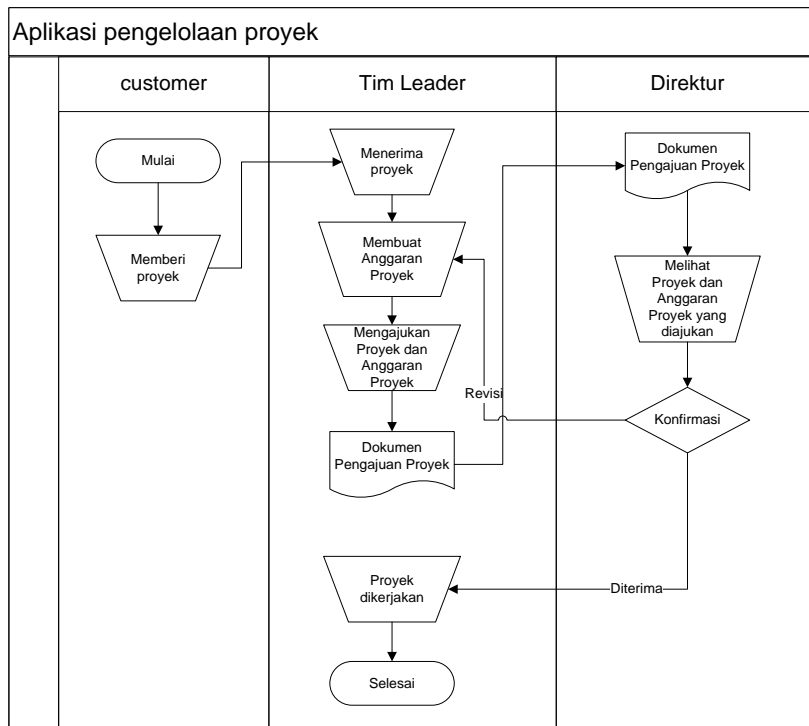 Aplikasi pengelolaan proyek
customer
Tim Leader
Direktur
Mulai
Memberi
proyek
Menerima
proyek
Membuat
Anggaran
Proyek
Mengajukan
Proyek dan
Anggaran
Proyek
Dokumen
Pengajuan Proyek
Dokumen
Pengajuan Proyek
Melihat
Proyek dan
Anggaran
Proyek yang
diajukan
Konfirmasi
Revisi
Diterima
Proyek
dikerjakan
Selesai